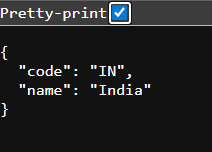 Pretty-print
{
  "code": "IN",
  "name": "India"
}